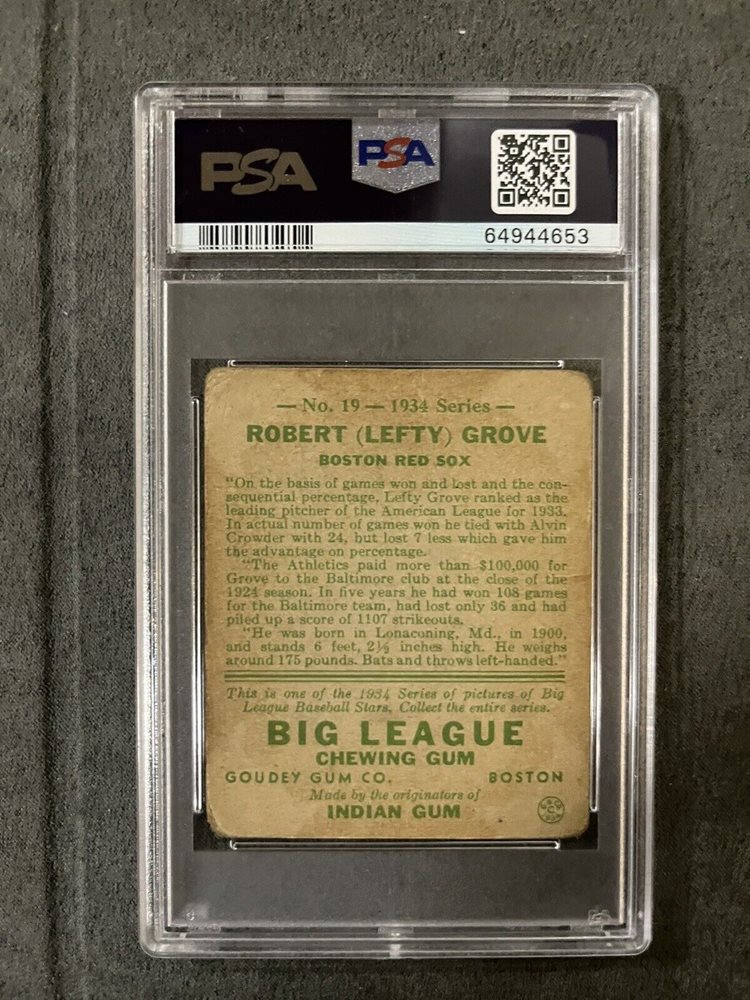 PSA
PSA
64944653
— No. 19 — 1934 Series —
ROBERT (LEFTY) GROVE
BOSTON RED SOX
"On the basis of games won and lost and the con-
sequential percentage, Lefty Grove ranked as the
leading pitcher of the American League for 1933.
In actual number of games won he tied with Alvin
Crowder with 24, but lost 7 less which gave him
the advantage on percentage.
"The Athletics paid more than $100,000 for
Grove to the Baltimore club at the close of the
1924 season. In five years he had won 108 games
for the Baltimore team, had lost only 36 and had
piled up a score of 1107 strikeouts.
"He was born in Lonaconing, Md., in 1900,
and stands 6 feet, 2½ inches high. He weighs
around 175 pounds. Bats and throws left-handed."
This is one of the 1934 Series of pictures of Big
League Baseball Stars. Collect the entire series.
BIG LEAGUE
CHEWING GUM
GOUDEY GUM CO. BOSTON
Made by the originators of
INDIAN GUM